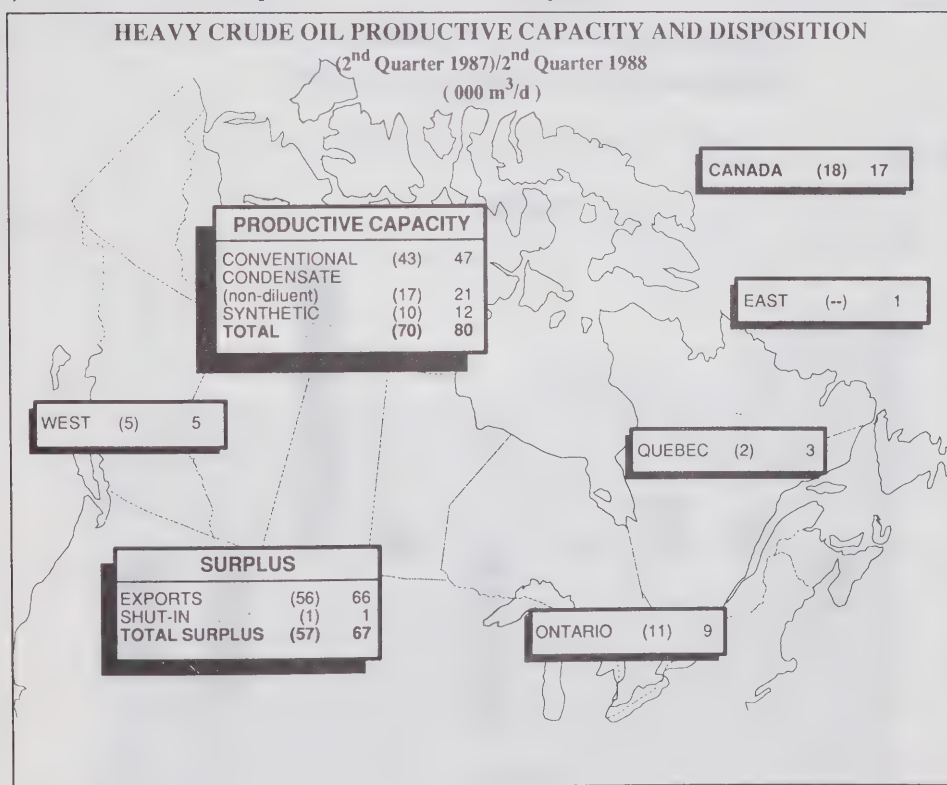 HEAVY CRUDE OIL PRODUCTIVE CAPACITY AND DISPOSITION
(2nd Quarter 1987)/2nd Quarter 1988
( 000 m3/d )
CANADA (18) 17
PRODUCTIVE CAPACITY
CONVENTIONAL (43) 47
CONDENSATE
(non-diluent) (17) 21
SYNTHETIC (10) 12
TOTAL (70) 80
EAST (--) 1
WEST (5) 5
QUEBEC (2) 3
SURPLUS
EXPORTS (56) 66
SHUT-IN (1) 1
TOTAL SURPLUS (57) 67
ONTARIO (11) 9